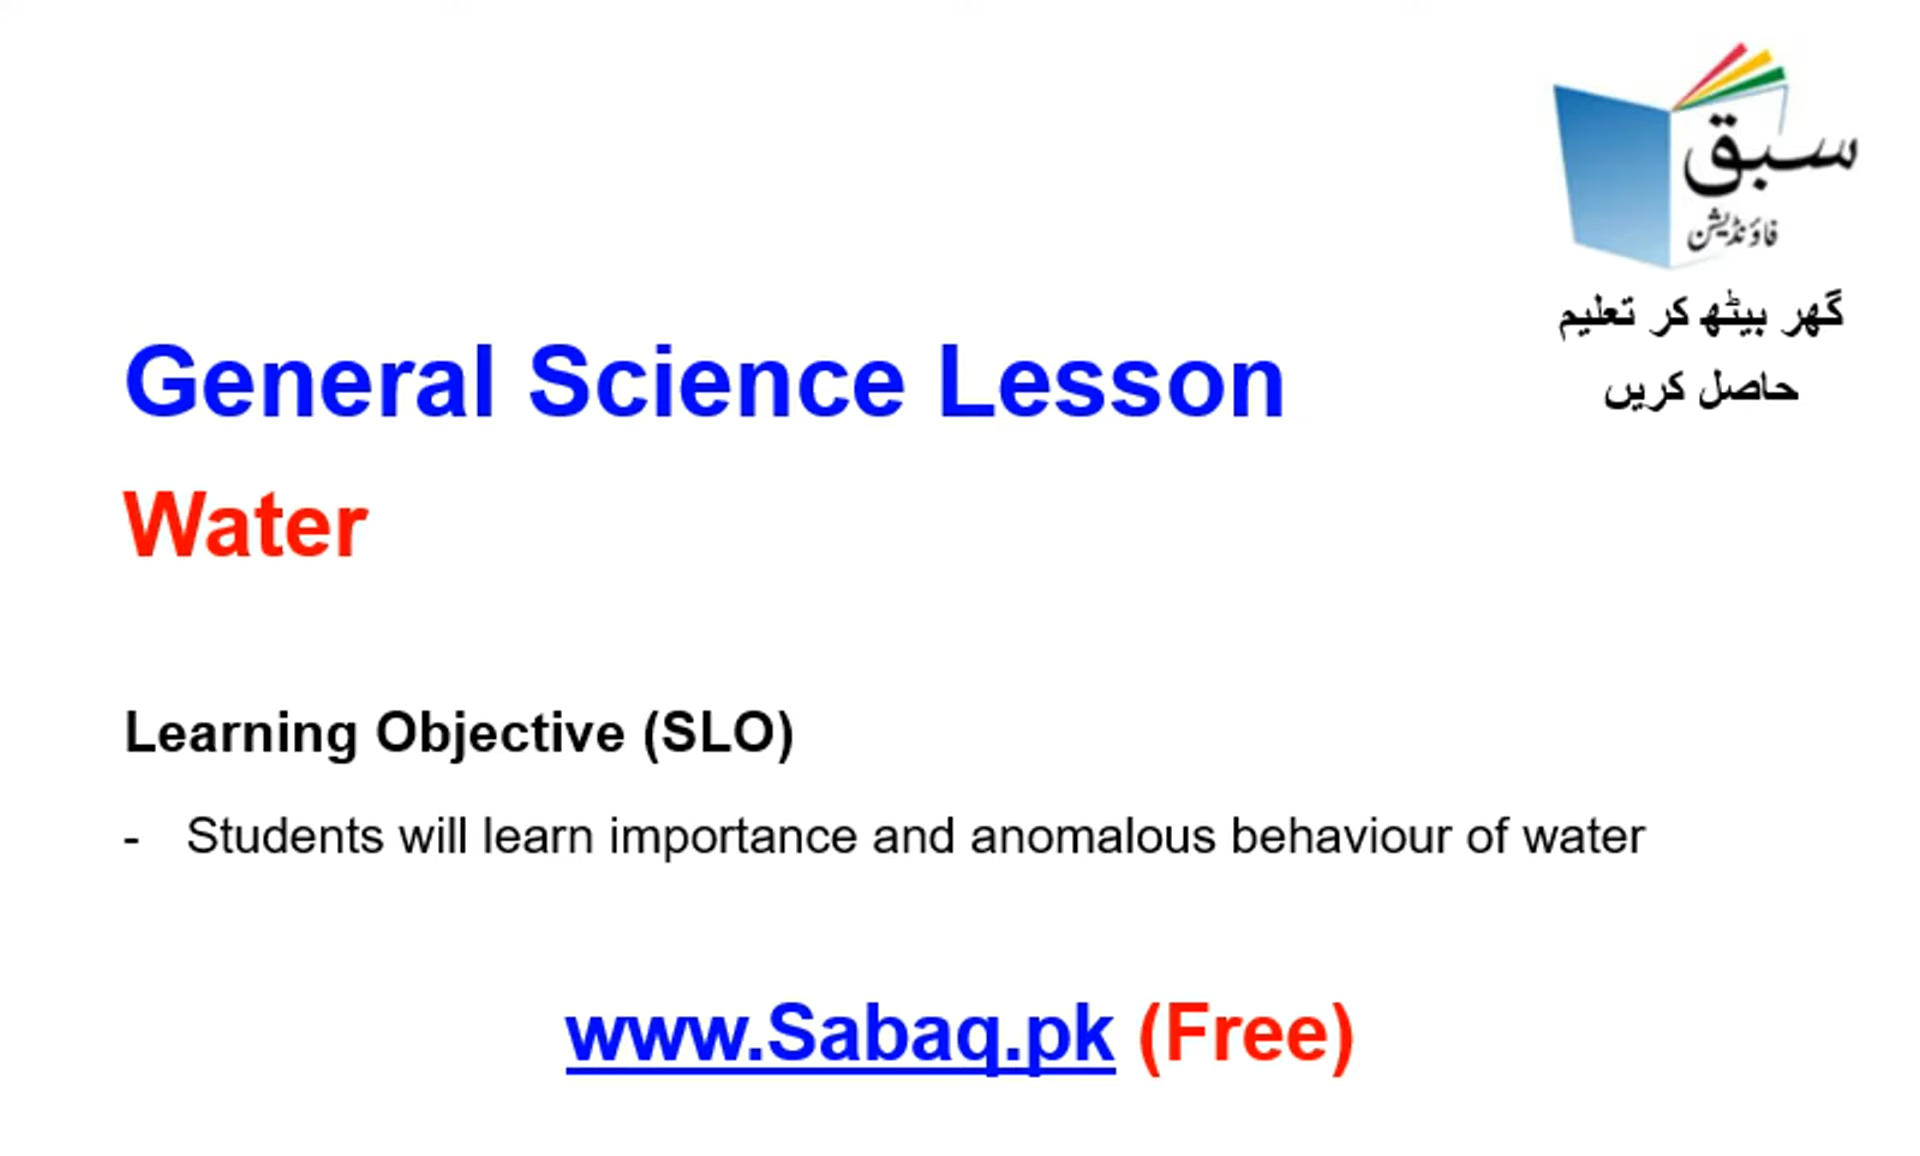 سبق
فاؤنڈیشن
گھر بیٹھ کر تعلیم
حاصل کریں
General Science Lesson
Water
Learning Objective (SLO)
- Students will learn importance and anomalous behaviour of water
www.Sabaq.pk (Free)